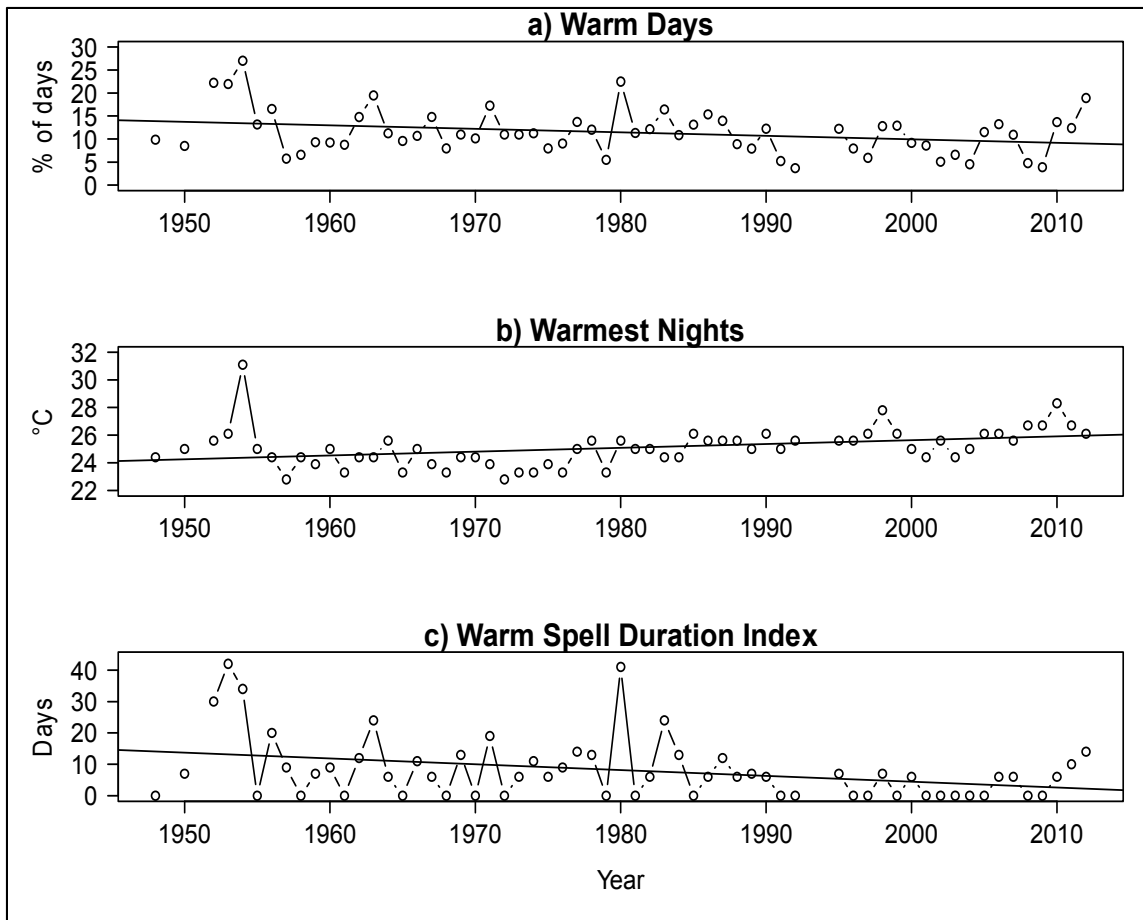 a) Warm Days
% of days
30
25
20
15
10
5
0
1950 1960 1970 1980 1990 2000 2010
b) Warmest Nights
°C
32
30
28
26
24
22
1950 1960 1970 1980 1990 2000 2010
c) Warm Spell Duration Index
Days
40
30
20
10
0
1950 1960 1970 1980 1990 2000 2010
Year